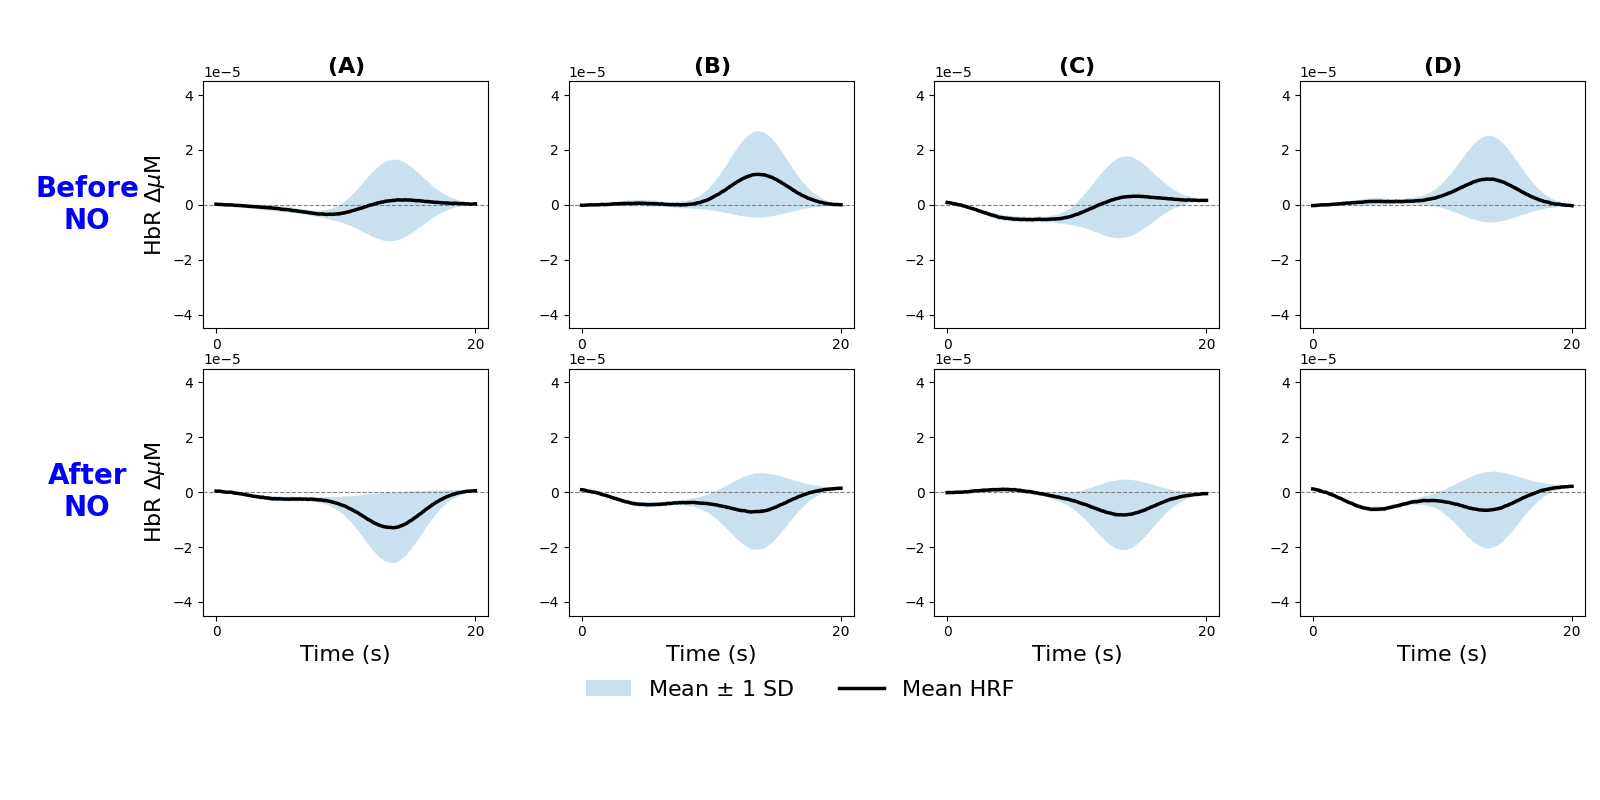 (A) (B) (C) (D)
1e−5 1e−5 1e−5 1e−5
4 4 4 4
2 2 2 2
Before
NO
HbR ΔμM
0 0 0 0
−2 −2 −2 −2
−4 −4 −4 −4
0 20 0 20 0 20 0 20
1e−5 1e−5 1e−5 1e−5
4 4 4 4
2 2 2 2
After
NO
HbR ΔμM
0 0 0 0
−2 −2 −2 −2
−4 −4 −4 −4
0 20 0 20 0 20 0 20
Time (s) Time (s) Time (s) Time (s)
Mean ± 1 SD Mean HRF